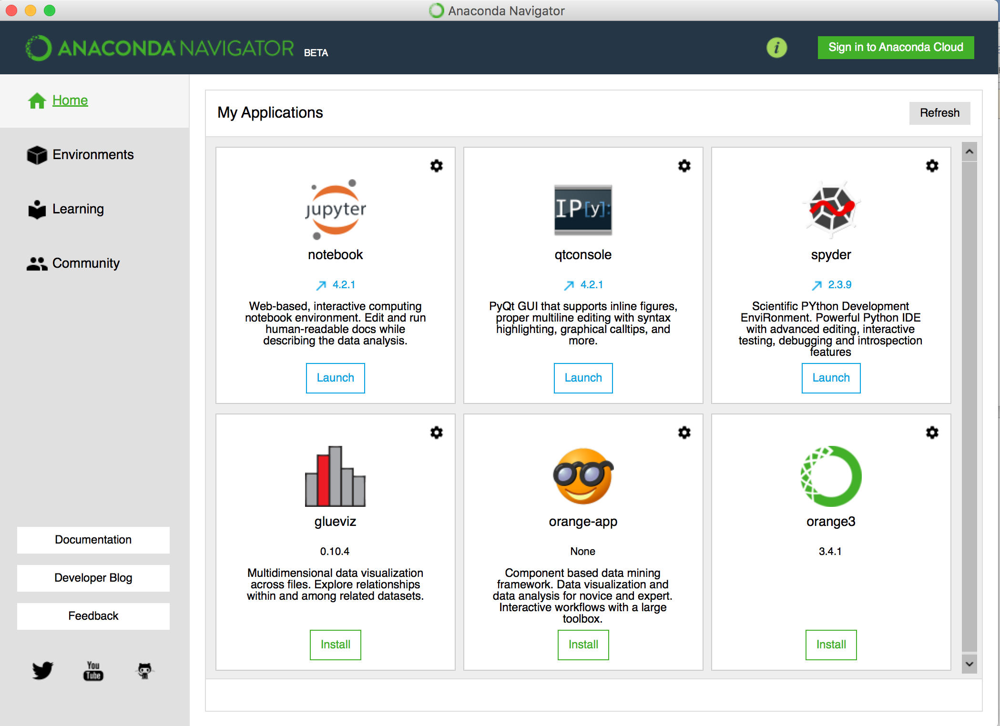 Anaconda Navigator
ANACONDA NAVIGATOR BETA
i
Sign in to Anaconda Cloud
Home
Environments
Learning
Community
Documentation
Developer Blog
Feedback
You
Tube
My Applications
Refresh
jupyter
notebook
4.2.1
Web-based, interactive computing
notebook environment. Edit and run
human-readable docs while
describing the data analysis.
Launch
IP[y]:
qtconsole
4.2.1
PyQt GUI that supports inline figures,
proper multiline editing with syntax
highlighting, graphical calltips, and
more.
Launch
spyder
2.3.9
Scientific PYthon Development
EnviRonment. Powerful Python IDE
with advanced editing, interactive
testing, debugging and introspection
features
Launch
glueviz
0.10.4
Multidimensional data visualization
across files. Explore relationships
within and among related datasets.
Install
orange-app
None
Component based data mining
framework. Data visualization and
data analysis for novice and expert.
Interactive workflows with a large
toolbox.
Install
orange3
3.4.1
Install